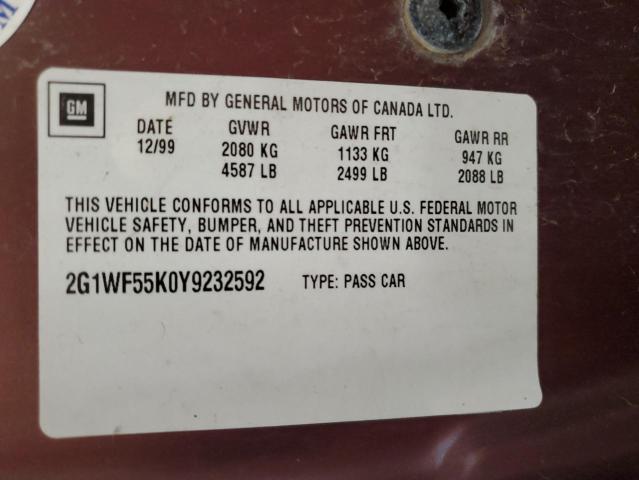 M
GM
MFD BY GENERAL MOTORS OF CANADA LTD.
DATE GVWR GAWR FRT GAWR RR
12/99 2080 KG 1133 KG 947 KG
4587 LB 2499 LB 2088 LB
THIS VEHICLE CONFORMS TO ALL APPLICABLE U.S. FEDERAL MOTOR
VEHICLE SAFETY, BUMPER, AND THEFT PREVENTION STANDARDS IN
EFFECT ON THE DATE OF MANUFACTURE SHOWN ABOVE.
2G1WF55K0Y9232592 TYPE: PASS CAR